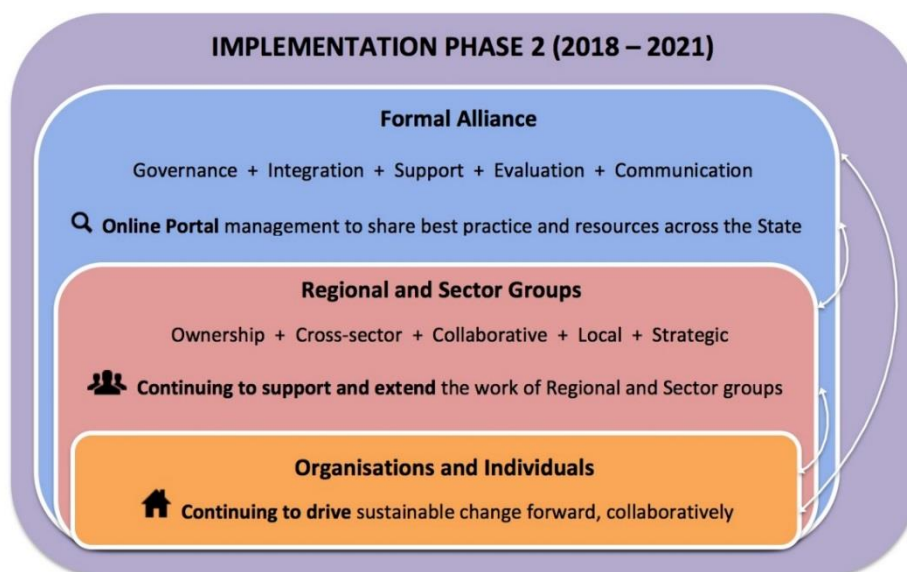 IMPLEMENTATION PHASE 2 (2018 – 2021)
Formal Alliance
Governance + Integration + Support + Evaluation + Communication
Online Portal management to share best practice and resources across the State
Regional and Sector Groups
Ownership + Cross-sector + Collaborative + Local + Strategic
Continuing to support and extend the work of Regional and Sector groups
Organisations and Individuals
Continuing to drive sustainable change forward, collaboratively